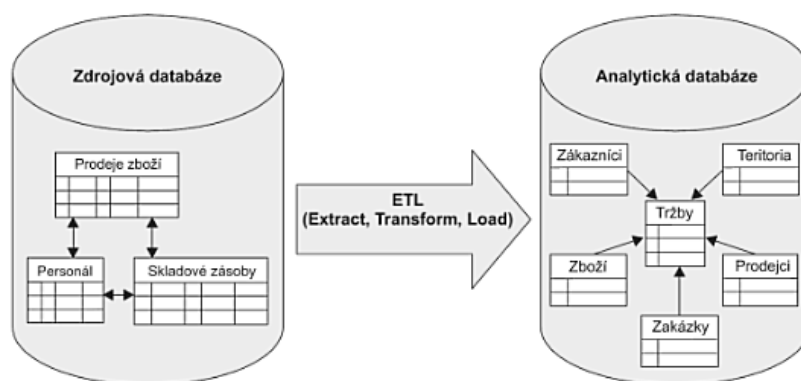 Zdrojová databáze
Prodeje zboží
Personál
Skladové zásoby
ETL
(Extract, Transform, Load)
Analytická databáze
Zákazníci
Teritoria
Tržby
Zboží
Prodejci
Zakázky